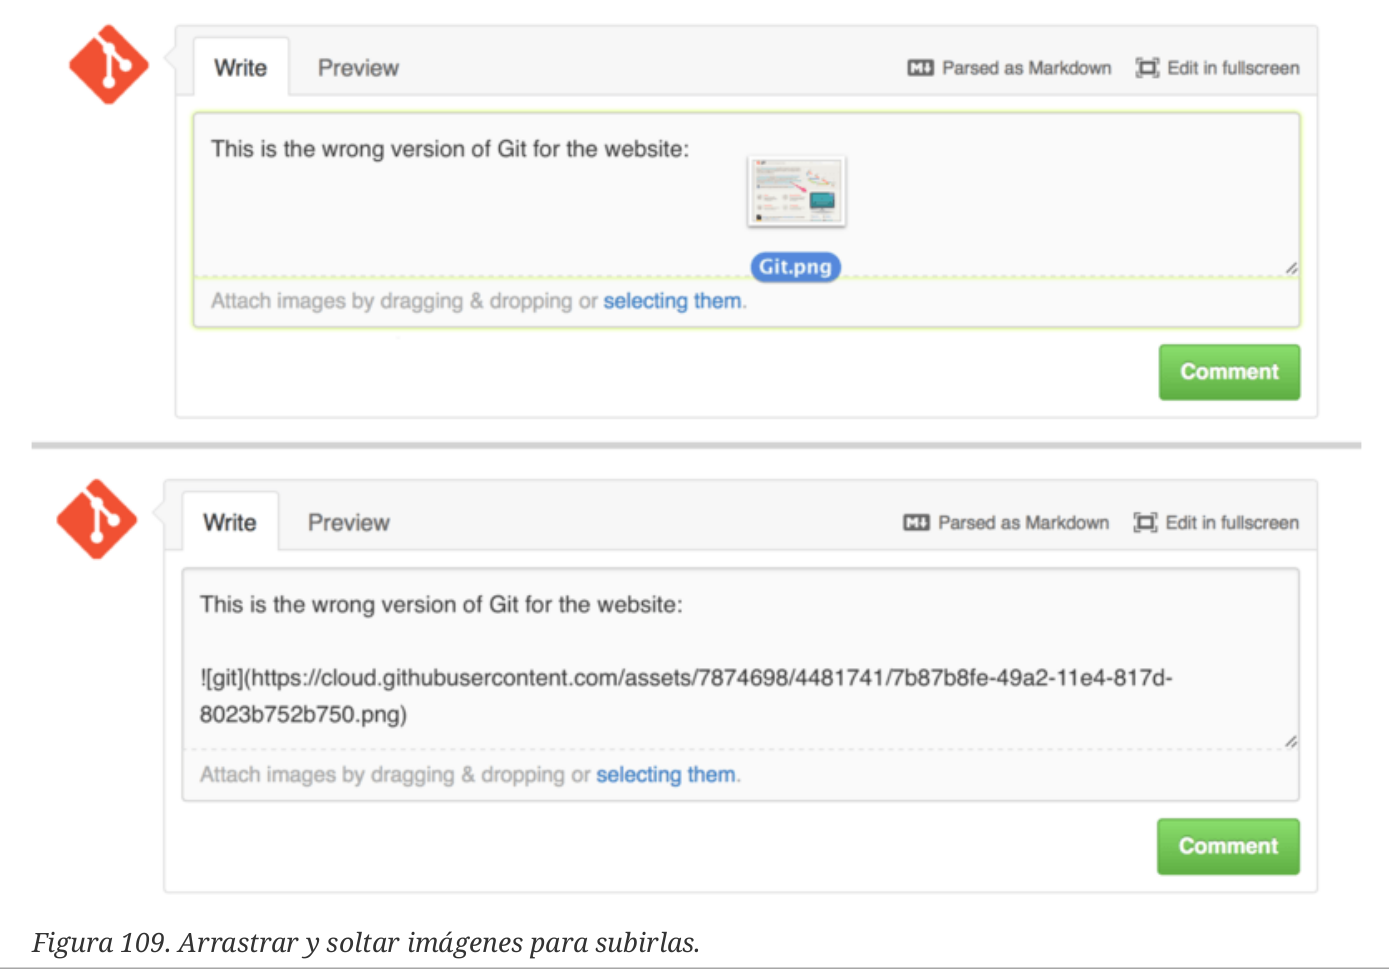 Write Preview Parsed as Markdown Edit in fullscreen
This is the wrong version of Git for the website:
Git.png
Attach images by dragging & dropping or selecting them.
Comment
Write Preview Parsed as Markdown Edit in fullscreen
This is the wrong version of Git for the website:
![git](https://cloud.githubusercontent.com/assets/7874698/4481741/7b87b8fe-49a2-11e4-817d-
8023b752b750.png)
Attach images by dragging & dropping or selecting them.
Comment
Figura 109. Arrastrar y soltar imágenes para subirlas.